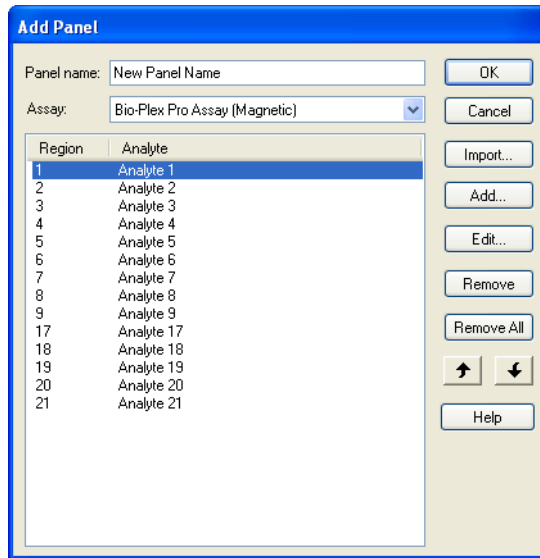 Add Panel
Panel name: New Panel Name
OK
Assay: Bio-Plex Pro Assay (Magnetic)
Cancel
Region Analyte
1 Analyte 1
2 Analyte 2
3 Analyte 3
4 Analyte 4
5 Analyte 5
6 Analyte 6
7 Analyte 7
8 Analyte 8
9 Analyte 9
17 Analyte 17
18 Analyte 18
19 Analyte 19
20 Analyte 20
21 Analyte 21
Import...
Add...
Edit...
Remove
Remove All
Help